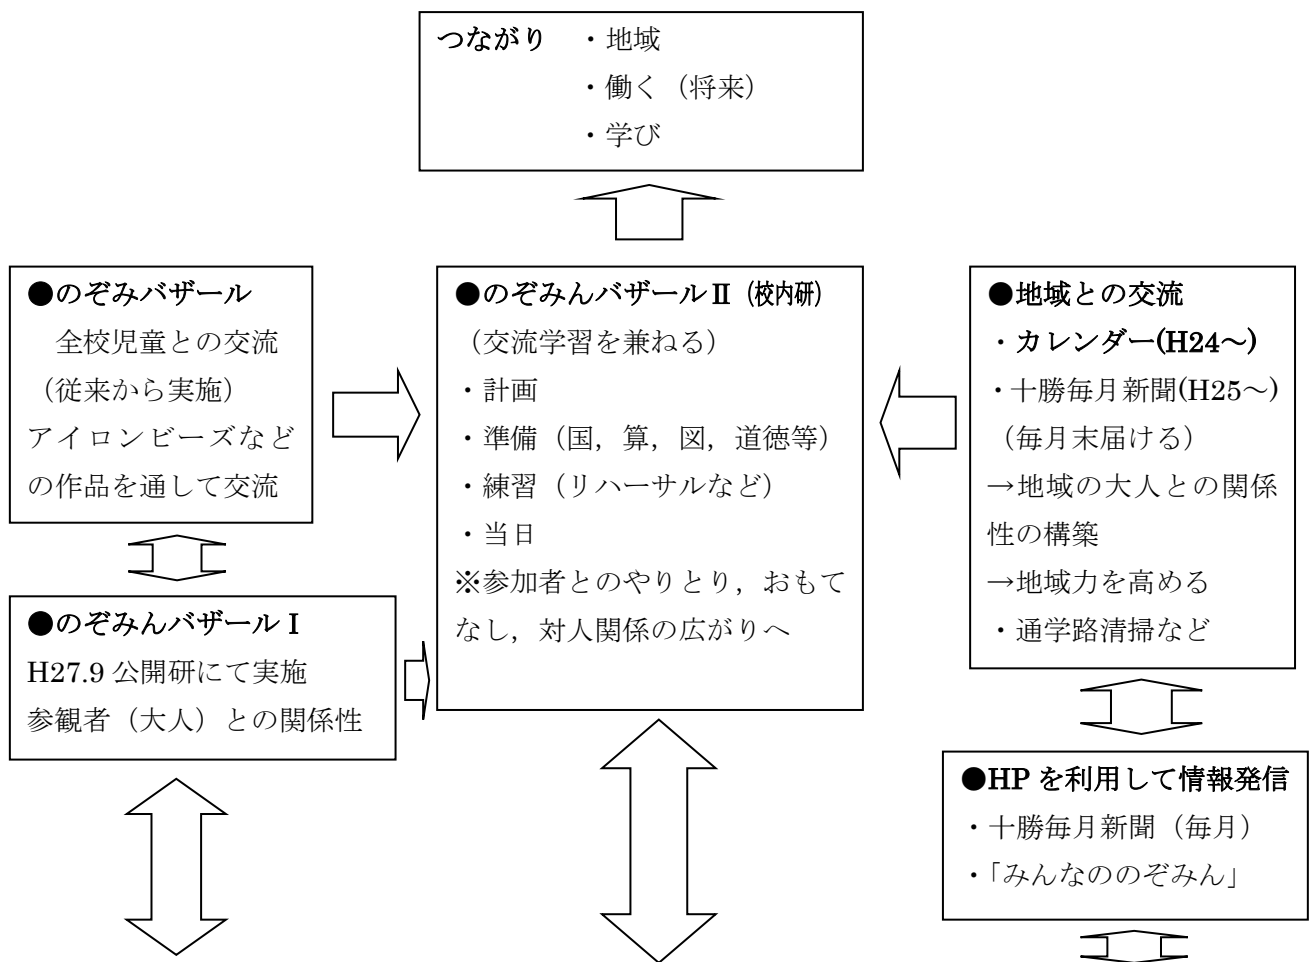 つながり ・地域
・働く（将来）
・学び
●のぞみバザール
全校児童との交流
（従来から実施）
アイロンビーズなど
の作品を通して交流
●のぞみんバザールⅠ
H27.9 公開研にて実施
参観者（大人）との関係性
●のぞみんバザールⅡ（校内研）
（交流学習を兼ねる）
・計画
・準備（国，算，図，道徳等）
・練習（リハーサルなど）
・当日
※参加者とのやりとり，おもて
なし，対人関係の広がりへ
●地域との交流
・カレンダー(H24～)
・十勝毎月新聞(H25～)
（毎月末届ける）
→地域の大人との関係
性の構築
→地域力を高める
・通学路清掃など
●HP を利用して情報発信
・十勝毎月新聞（毎月）
・「みんなののぞみん」